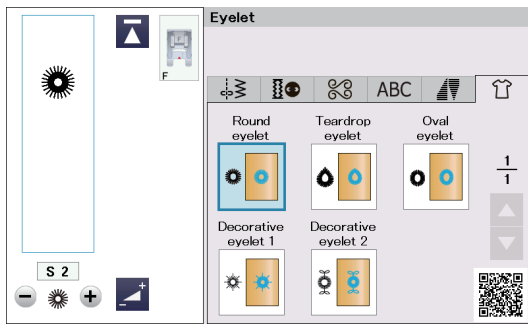 Eyelet
F
ABC
Round
eyelet
Teardrop
eyelet
Oval
eyelet
1
1
Decorative
eyelet 1
Decorative
eyelet 2
S 2